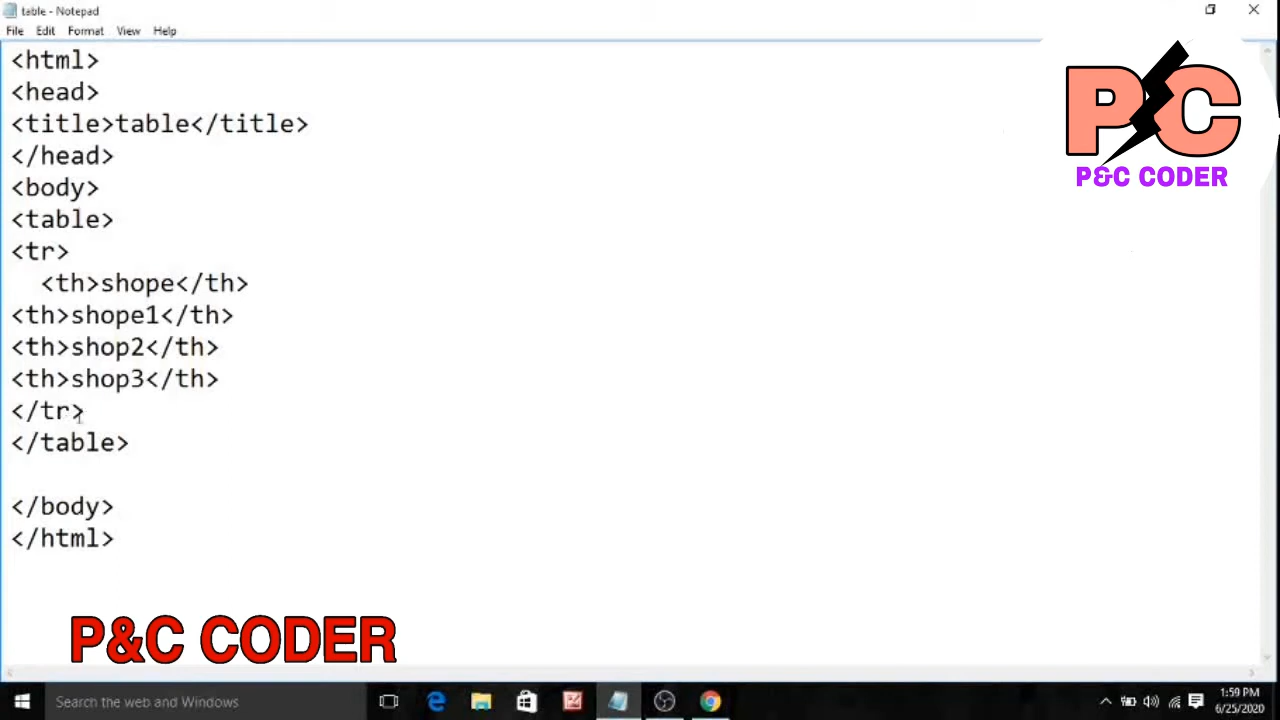 table - Notepad
File Edit Format View Help
<html>
<head>
<title>table</title>
</head>
<body>
<table>
<tr>
<th>shope</th>
<th>shope1</th>
<th>shop2</th>
<th>shop3</th>
</tr>
</table>
</body>
</html>
PC
P&C CODER
P&C CODER
Search the web and Windows
1:59 PM
6/25/2020